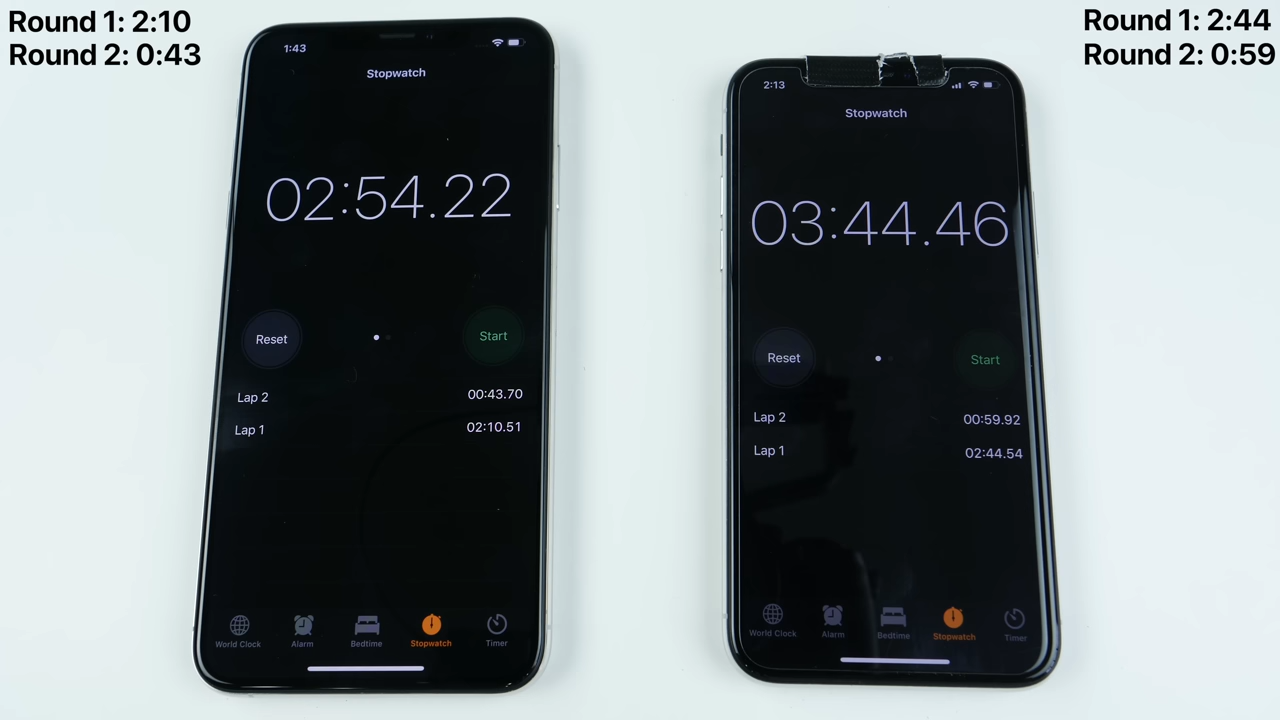 Round 1: 2:10
Round 2: 0:43
1:43
Stopwatch
02:54.22
Reset
Start
Lap 2 00:43.70
Lap 1 02:10.51
World Clock Alarm Bedtime Stopwatch Timer
Round 1: 2:44
Round 2: 0:59
2:13
Stopwatch
03:44.46
Reset
Start
Lap 2 00:59.92
Lap 1 02:44.54
World Clock Alarm Bedtime Stopwatch Timer